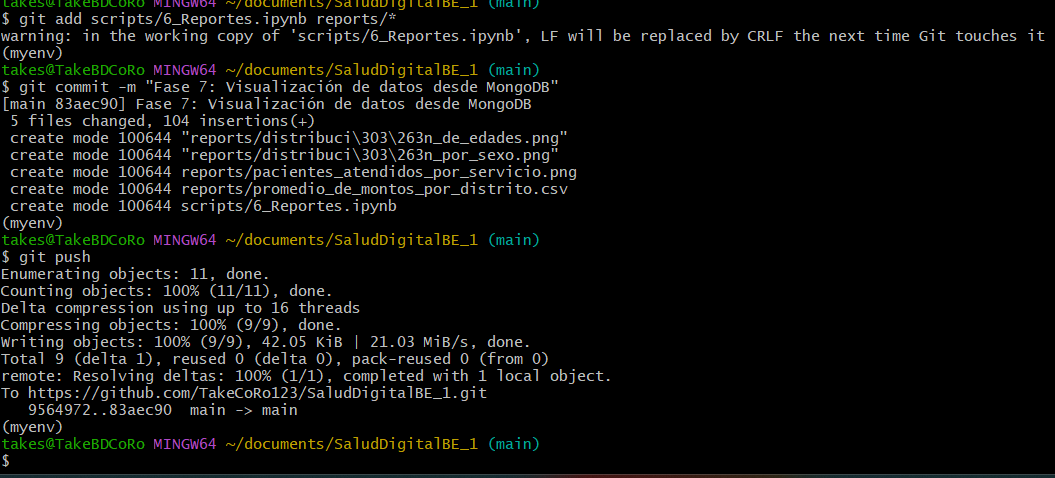 takes@TakeBDCoRo MINGW64 ~/documents/SaludDigitalBE_1 (main)
$ git add scripts/6_Reportes.ipynb reports/*
warning: in the working copy of 'scripts/6_Reportes.ipynb', LF will be replaced by CRLF the next time Git touches it
(myenv)
takes@TakeBDCoRo MINGW64 ~/documents/SaludDigitalBE_1 (main)
$ git commit -m "Fase 7: Visualización de datos desde MongoDB"
[main 83aec90] Fase 7: Visualización de datos desde MongoDB
 5 files changed, 104 insertions(+)
 create mode 100644 "reports/distribuci\303\263n_de_edades.png"
 create mode 100644 "reports/distribuci\303\263n_por_sexo.png"
 create mode 100644 reports/pacientes_atendidos_por_servicio.png
 create mode 100644 reports/promedio_de_montos_por_distrito.csv
 create mode 100644 scripts/6_Reportes.ipynb
(myenv)
takes@TakeBDCoRo MINGW64 ~/documents/SaludDigitalBE_1 (main)
$ git push
Enumerating objects: 11, done.
Counting objects: 100% (11/11), done.
Delta compression using up to 16 threads
Compressing objects: 100% (9/9), done.
Writing objects: 100% (9/9), 42.05 KiB | 21.03 MiB/s, done.
Total 9 (delta 1), reused 0 (delta 0), pack-reused 0 (from 0)
remote: Resolving deltas: 100% (1/1), completed with 1 local object.
To https://github.com/TakeCoRo123/SaludDigitalBE_1.git
   9564972..83aec90  main -> main
(myenv)
takes@TakeBDCoRo MINGW64 ~/documents/SaludDigitalBE_1 (main)
$